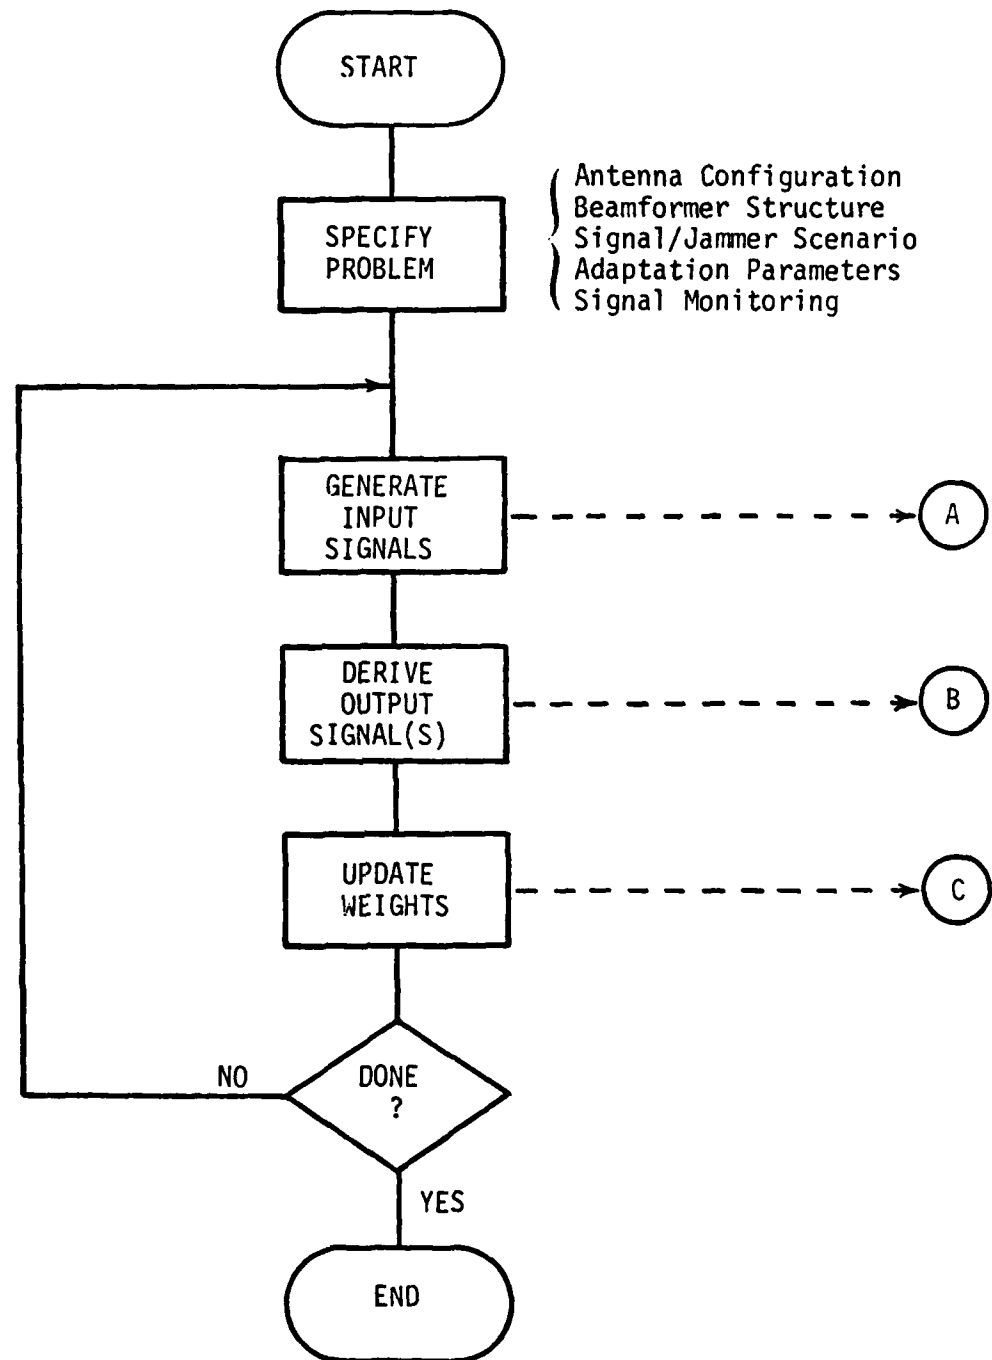 START
SPECIFY
PROBLEM
Antenna Configuration
Beamformer Structure
Signal/Jammer Scenario
Adaptation Parameters
Signal Monitoring
GENERATE
INPUT
SIGNALS
A
DERIVE
OUTPUT
SIGNAL(S)
B
UPDATE
WEIGHTS
C
NO
DONE
?
YES
END